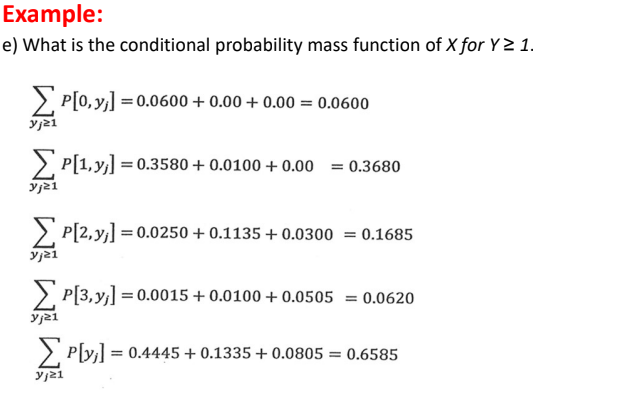 Example:
e) What is the conditional probability mass function of X for Y ≥ 1.
∑ P[0, yⱼ] = 0.0600 + 0.00 + 0.00 = 0.0600
yⱼ≥1
∑ P[1, yⱼ] = 0.3580 + 0.0100 + 0.00 = 0.3680
yⱼ≥1
∑ P[2, yⱼ] = 0.0250 + 0.1135 + 0.0300 = 0.1685
yⱼ≥1
∑ P[3, yⱼ] = 0.0015 + 0.0100 + 0.0505 = 0.0620
yⱼ≥1
∑ P[yⱼ] = 0.4445 + 0.1335 + 0.0805 = 0.6585
yⱼ≥1